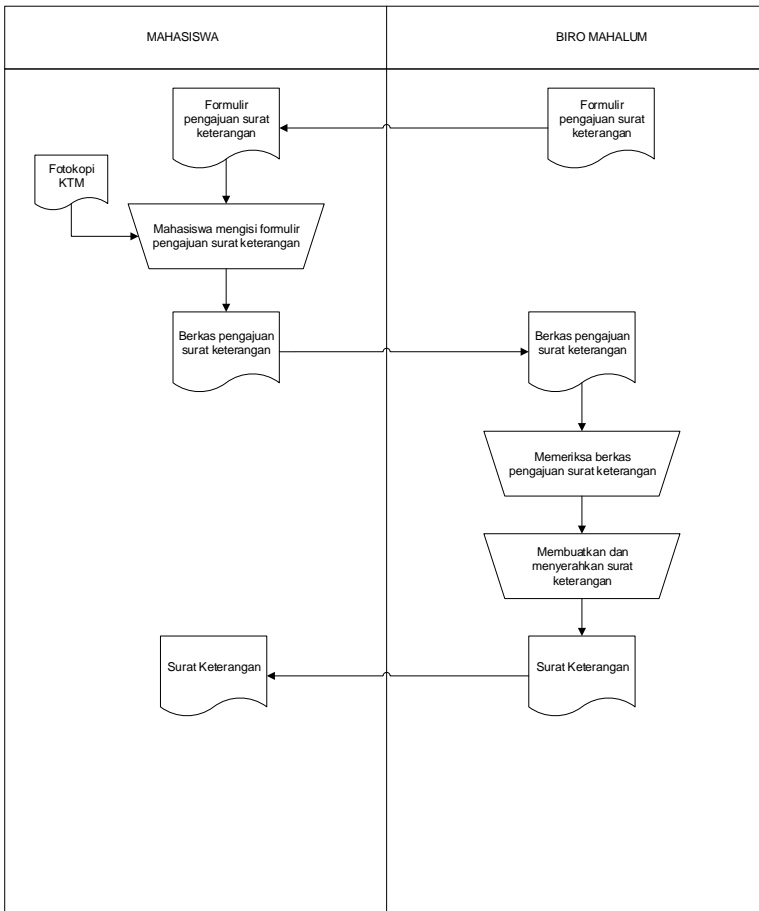 MAHASISWA
BIRO MAHALUM
Formulir
pengajuan surat
keterangan
Formulir
pengajuan surat
keterangan
Fotokopi
KTM
Mahasiswa mengisi formulir
pengajuan surat keterangan
Berkas pengajuan
surat keterangan
Berkas pengajuan
surat keterangan
Memeriksa berkas
pengajuan surat keterangan
Membuatkan dan
menyerahkan surat
keterangan
Surat Keterangan
Surat Keterangan